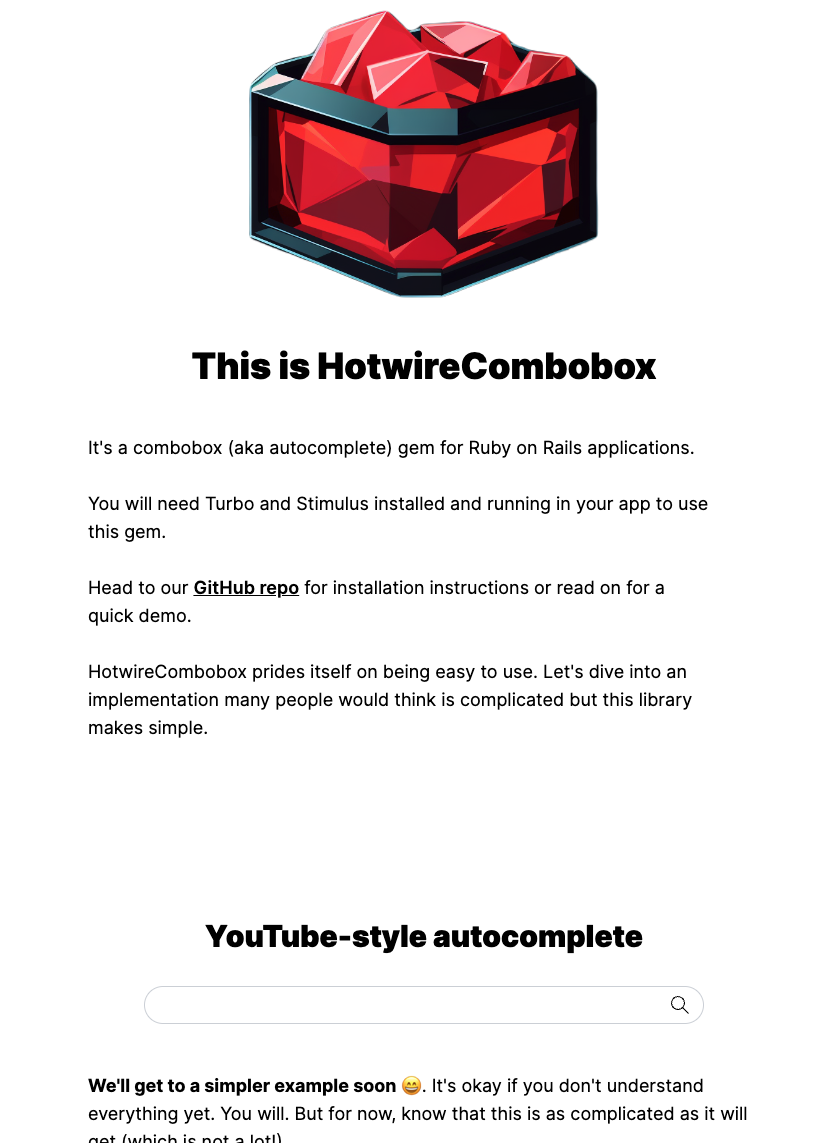 This is HotwireCombobox
It's a combobox (aka autocomplete) gem for Ruby on Rails applications.
You will need Turbo and Stimulus installed and running in your app to use
this gem.
Head to our GitHub repo for installation instructions or read on for a
quick demo.
HotwireCombobox prides itself on being easy to use. Let's dive into an
implementation many people would think is complicated but this library
makes simple.
YouTube-style autocomplete
We'll get to a simpler example soon 😄. It's okay if you don't understand
everything yet. You will. But for now, know that this is as complicated as it will
get (which is not a lot!)